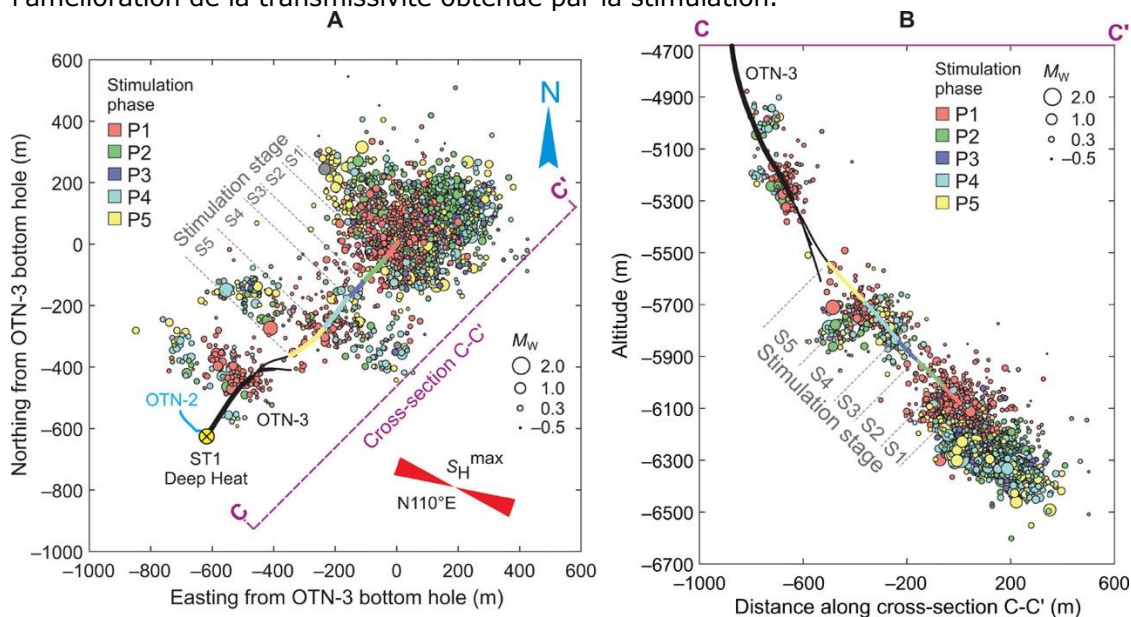 l'amélioration de la transmissivité obtenue par la stimulation.
A
600
400
200
0
−200
−400
−600
−800
−1000
Northing from OTN-3 bottom hole (m)
Stimulation
phase
P1
P2
P3
P4
P5
N
Stimulation stage
S1
S2
S3
S4
S5
C'
Cross-section C-C'
C
OTN-2
OTN-3
ST1
Deep Heat
SHmax
N110°E
MW
2.0
1.0
0.3
−0.5
−1000 −800 −600 −400 −200 0 200 400 600
Easting from OTN-3 bottom hole (m)
B
C C'
−4700
−4900
−5100
−5300
−5500
−5700
−5900
−6100
−6300
−6500
−6700
Altitude (m)
OTN-3
Stimulation
phase
P1
P2
P3
P4
P5
MW
2.0
1.0
0.3
−0.5
S5
S4
S3
S2
S1
Stimulation stage
−1000 −600 −200 200 600
Distance along cross-section C-C' (m)